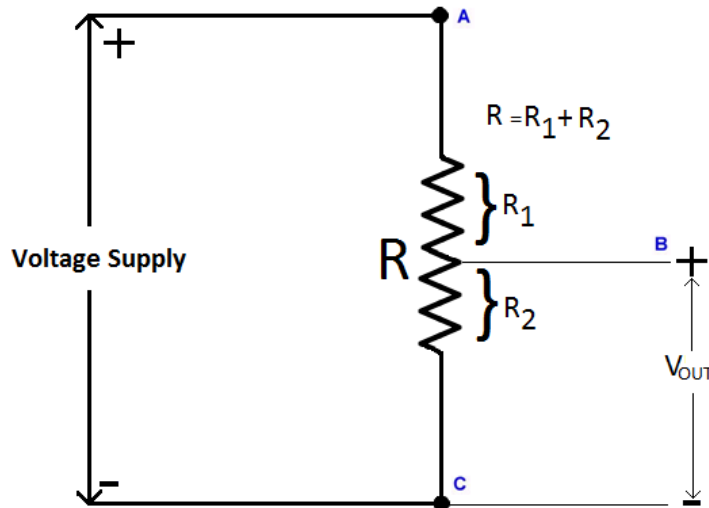 A
+
R = R1 + R2
R1
B
Voltage Supply
R
+
R2
VOUT
C
-
-